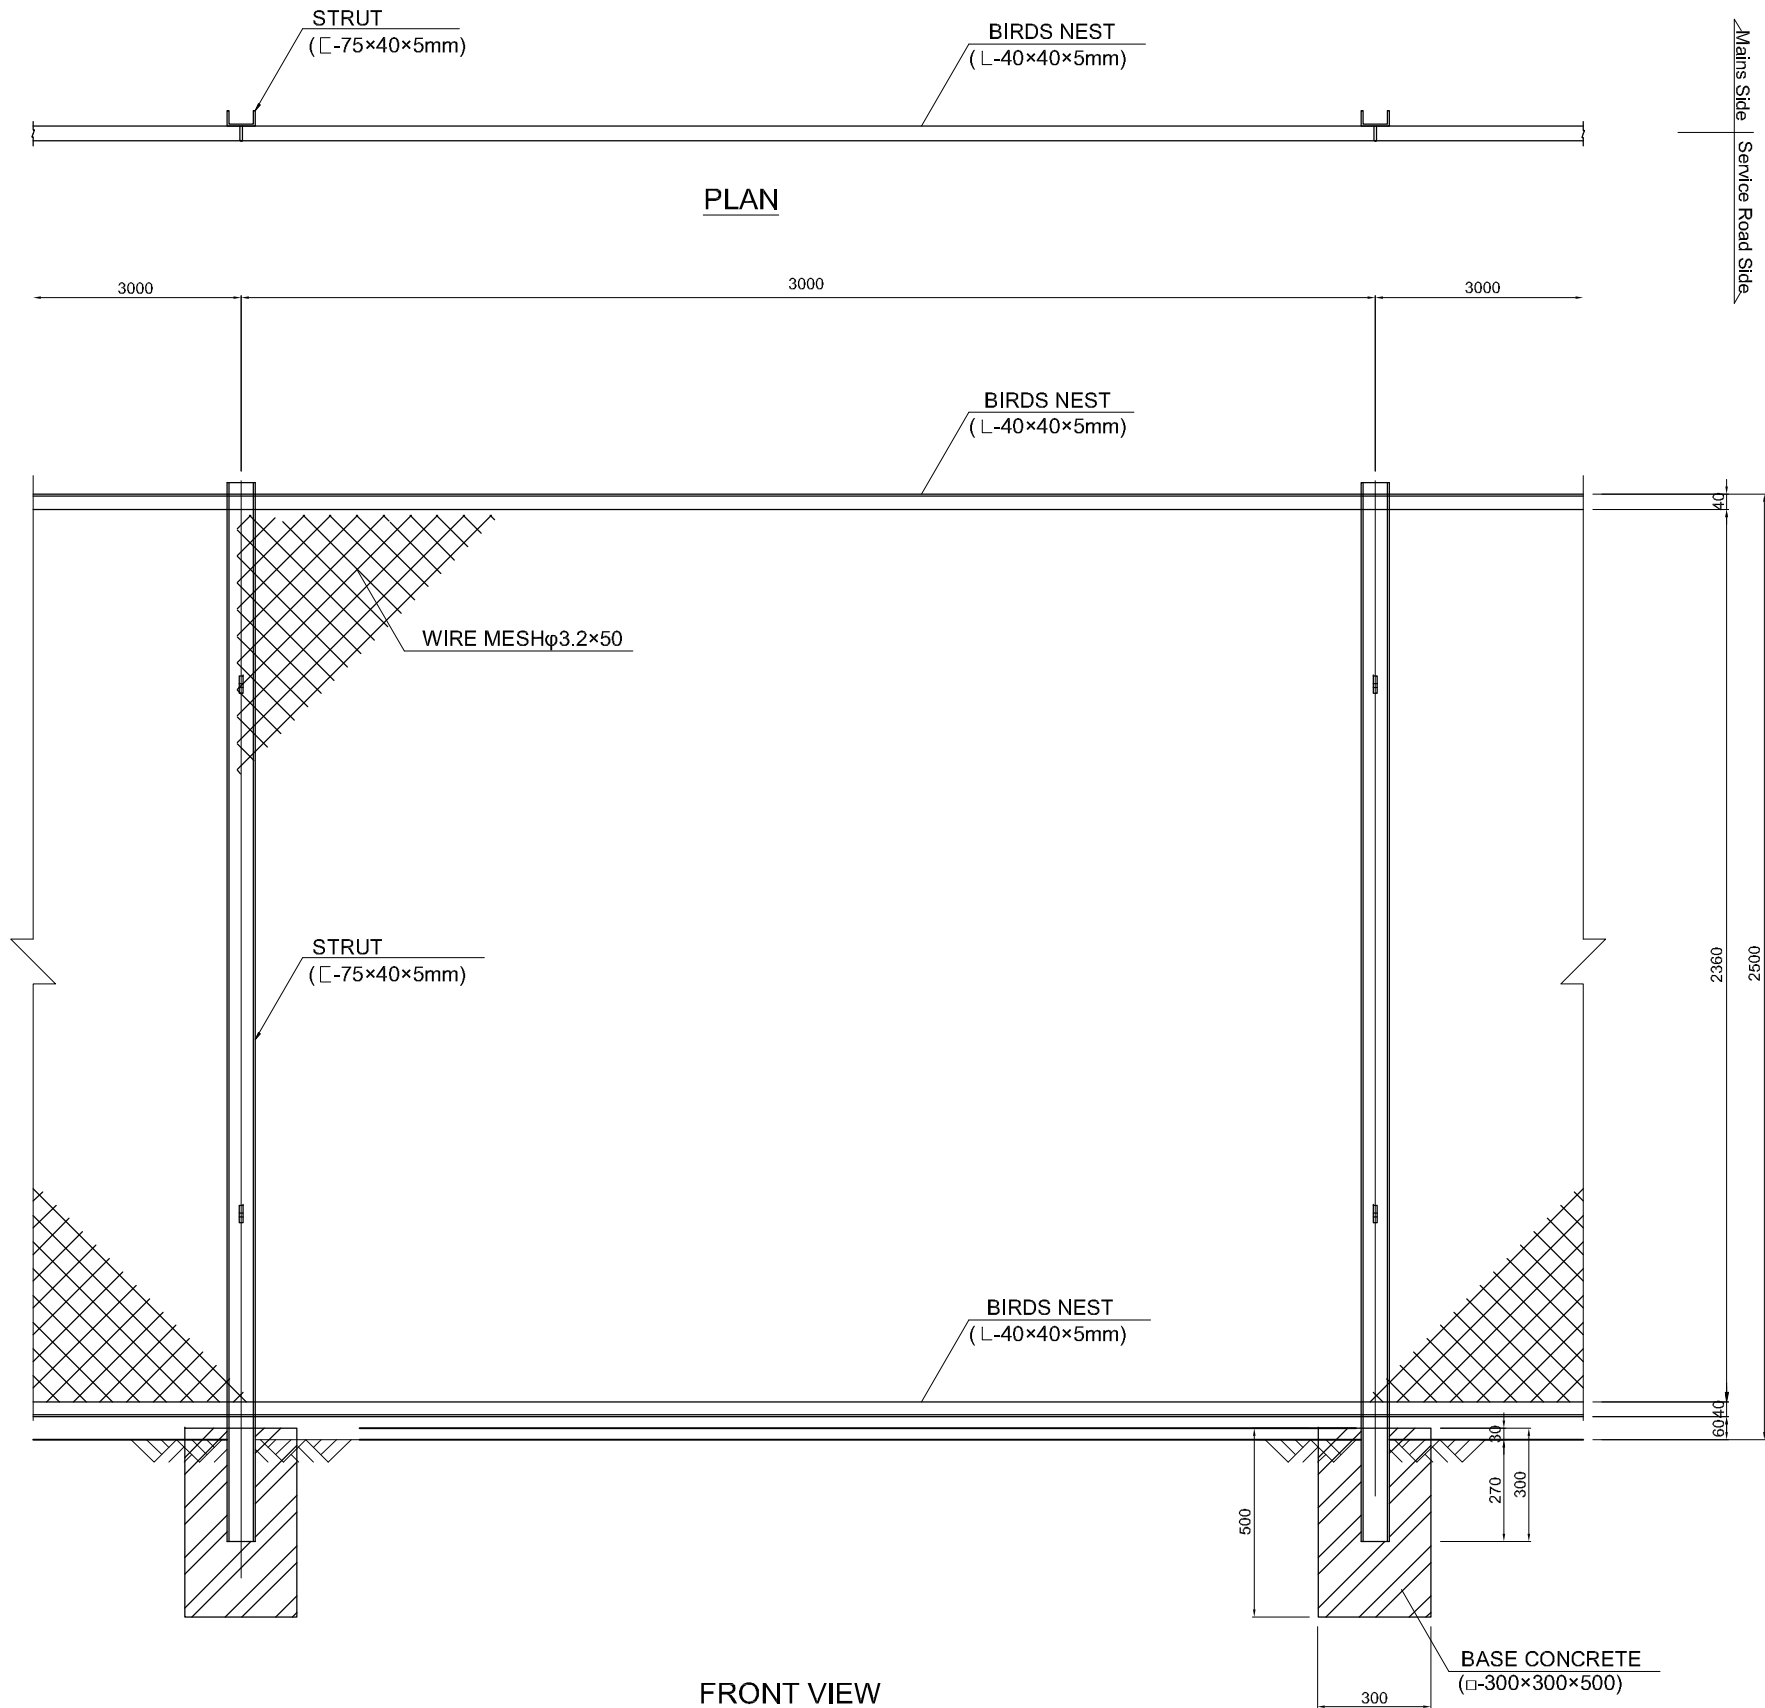 STRUT
(⊏-75×40×5mm)
BIRDS NEST
(∟-40×40×5mm)
Mains Side
Service Road Side
PLAN
3000
3000
3000
BIRDS NEST
(∟-40×40×5mm)
40
WIRE MESHφ3.2×50
STRUT
(⊏-75×40×5mm)
2360
2500
BIRDS NEST
(∟-40×40×5mm)
40
60
30
270
300
500
BASE CONCRETE
(□-300×300×500)
300
FRONT VIEW